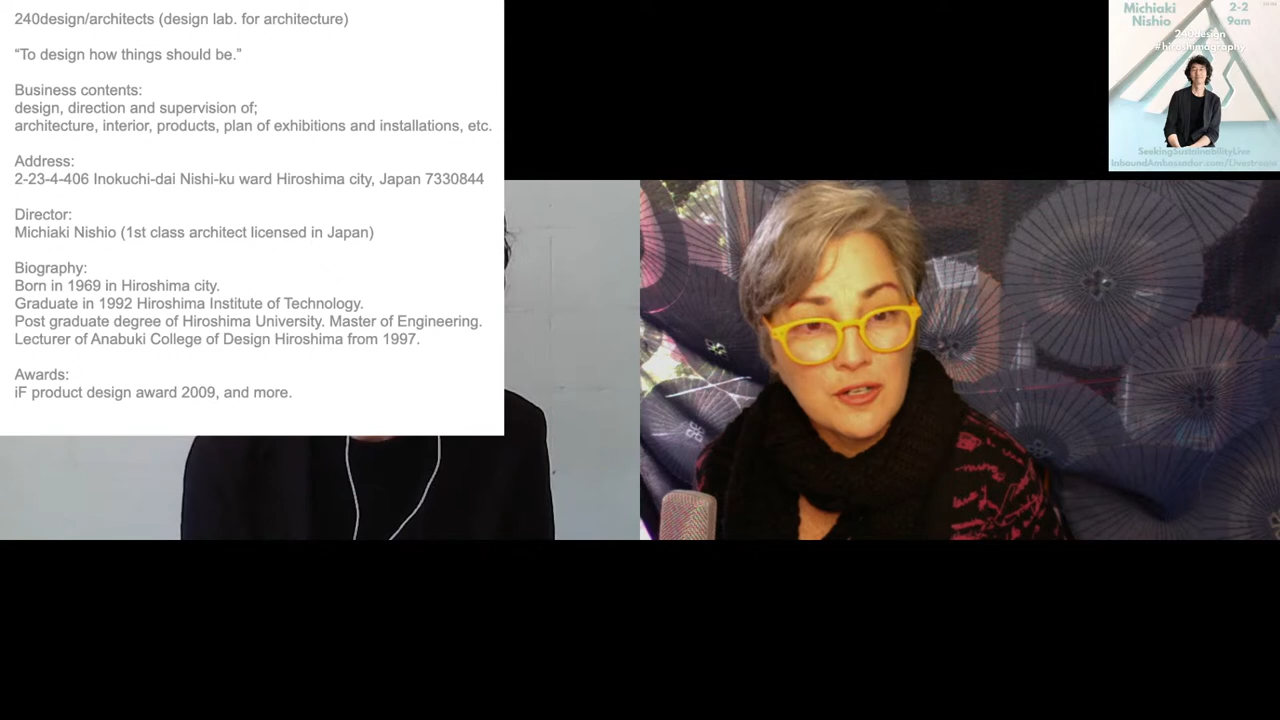 240design/architects (design lab. for architecture)
“To design how things should be.”
Business contents:
design, direction and supervision of;
architecture, interior, products, plan of exhibitions and installations, etc.
Address:
2-23-4-406 Inokuchi-dai Nishi-ku ward Hiroshima city, Japan 7330844
Director:
Michiaki Nishio (1st class architect licensed in Japan)
Biography:
Born in 1969 in Hiroshima city.
Graduate in 1992 Hiroshima Institute of Technology.
Post graduate degree of Hiroshima University. Master of Engineering.
Lecturer of Anabuki College of Design Hiroshima from 1997.
Awards:
iF product design award 2009, and more.
Michiaki
Nishio
2-2
9am
240design
#hiroshimagraphy
SeekingSustainabilityLive
InboundAmbassador.com/Livestream